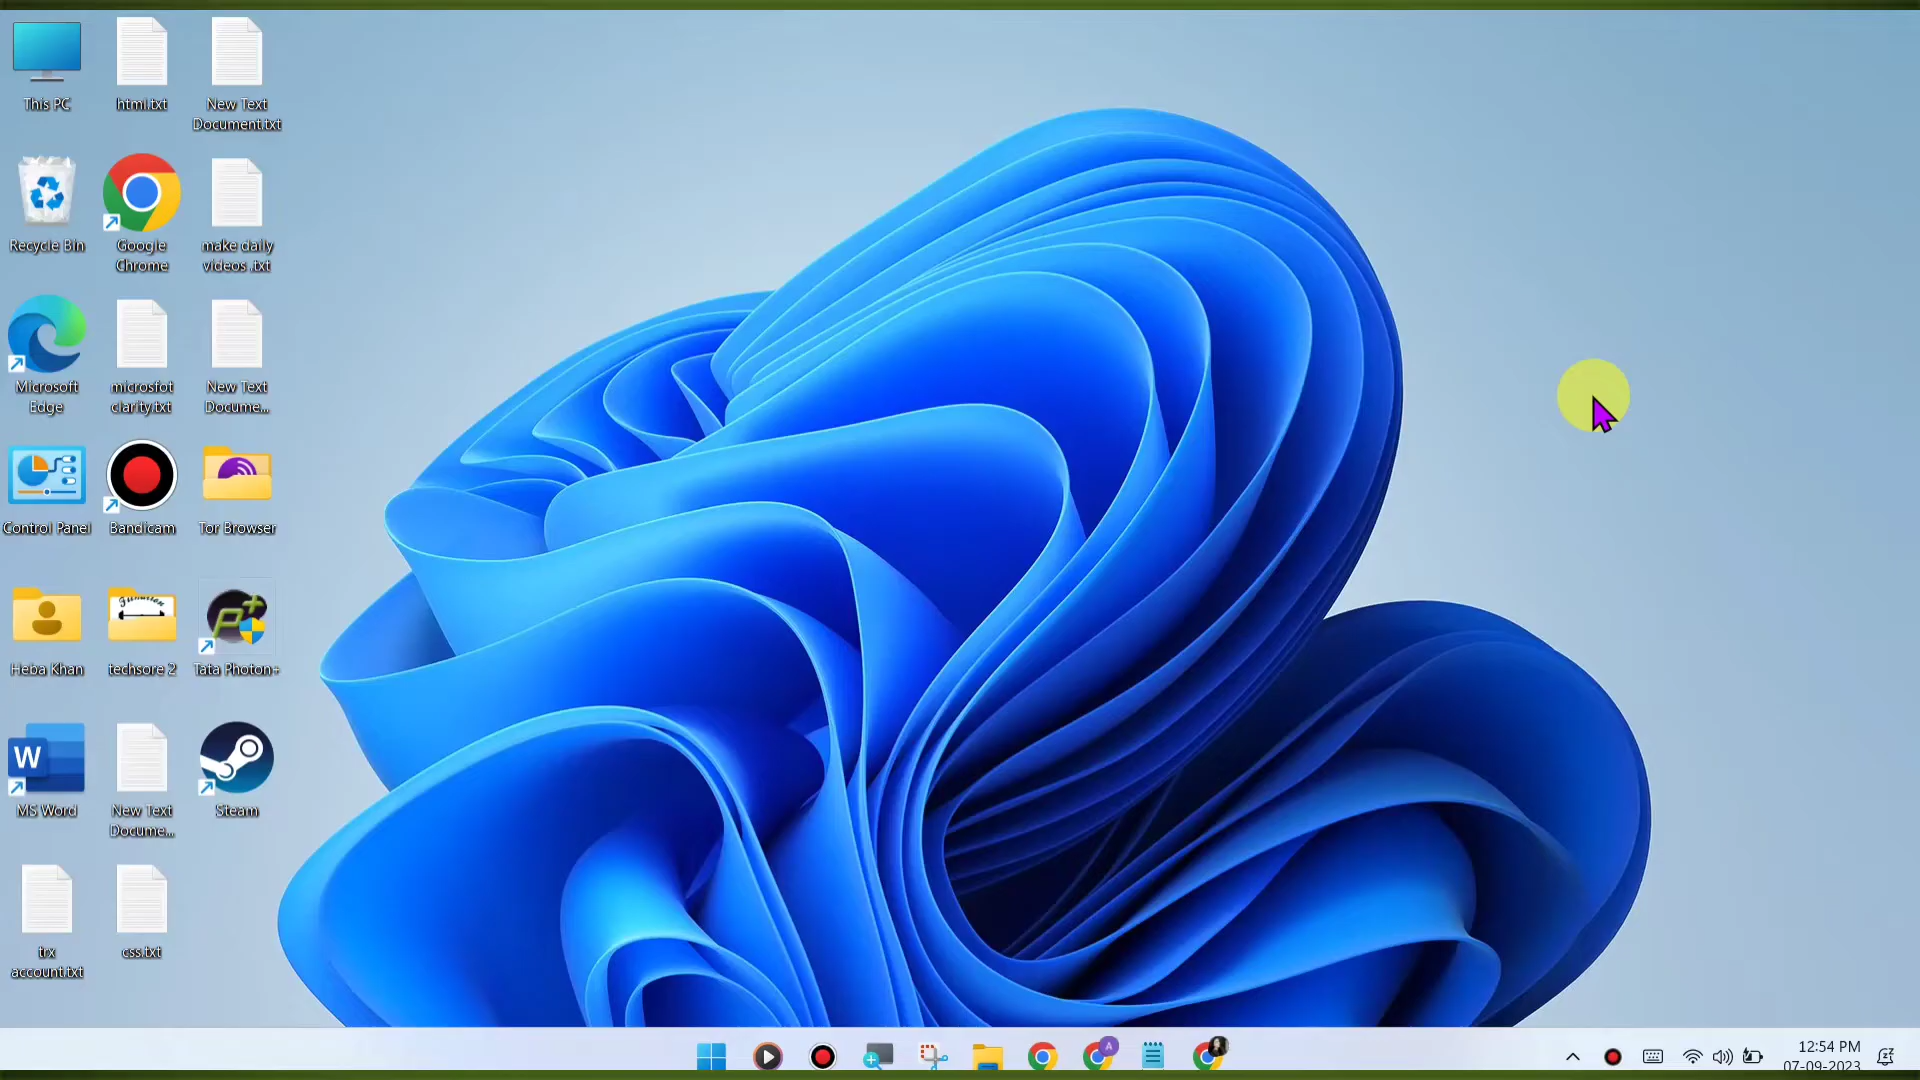 This PC
html.txt
New Text
Document.txt
Recycle Bin
Google
Chrome
make daily
videos .txt
Microsoft
Edge
microsfot
clarity.txt
New Text
Docume...
Control Panel
Bandicam
Tor Browser
Heba Khan
techsore 2
Tata Photon+
MS Word
New Text
Docume...
Steam
trx
account.txt
css.txt
12:54 PM
07-09-2023